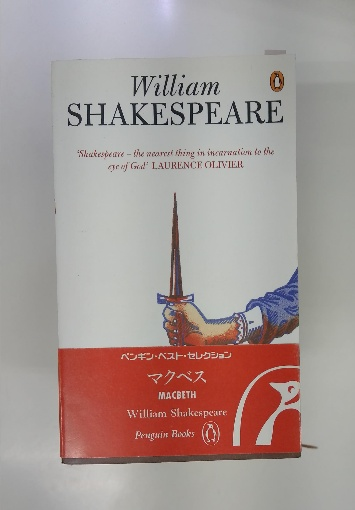 William
SHAKESPEARE
'Shakespeare – the nearest thing in incarnation to the
eye of God' LAURENCE OLIVIER
ペンギン・ベスト・セレクション
マクベス
MACBETH
William Shakespeare
Penguin Books